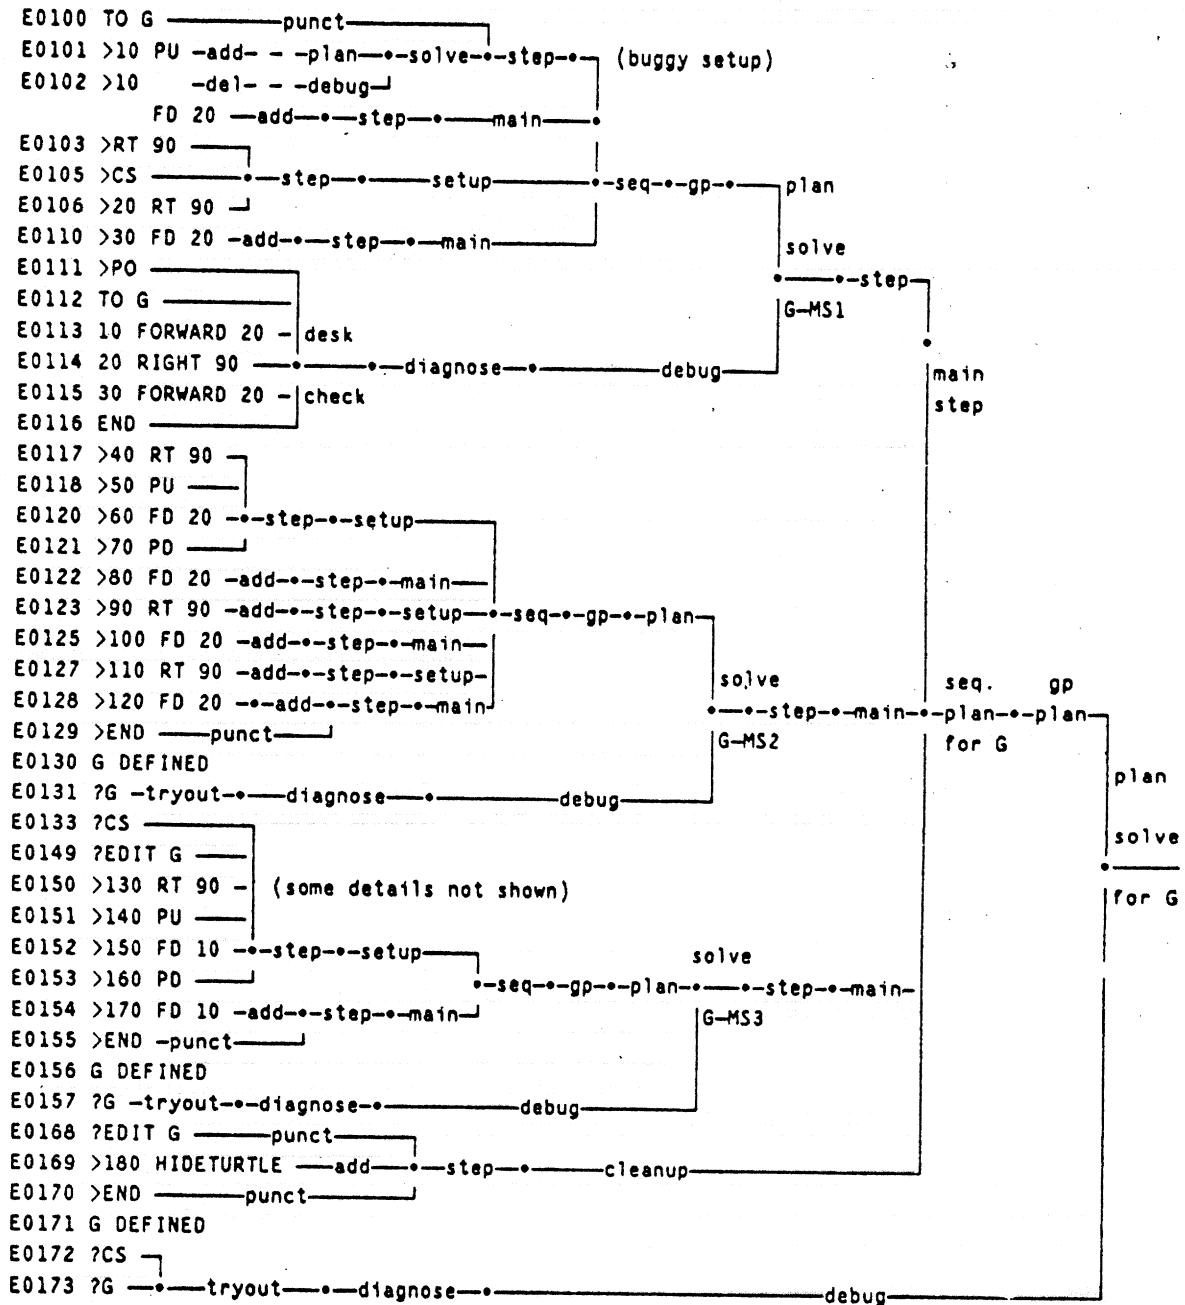 E0100 TO G punct
E0101 >10 PU -add- - -plan-solve-step (buggy setup)
E0102 >10 -del- - -debug
FD 20 add step main
E0103 >RT 90
E0105 >CS step setup seq gp plan
E0106 >20 RT 90
E0110 >30 FD 20 -add step main
solve
E0111 >PO
step
E0112 TO G
G-MS1
E0113 10 FORWARD 20 - desk
E0114 20 RIGHT 90 diagnose debug
main
E0115 30 FORWARD 20 - check
step
E0116 END
E0117 >40 RT 90
E0118 >50 PU
E0120 >60 FD 20 step setup
E0121 >70 PD
E0122 >80 FD 20 -add step main
E0123 >90 RT 90 -add step setup seq gp plan
E0125 >100 FD 20 -add step main
E0127 >110 RT 90 -add step setup-
solve seq. gp
E0128 >120 FD 20 add step main
step main plan plan
E0129 >END punct
G-MS2 for G
E0130 G DEFINED
plan
E0131 ?G -tryout diagnose debug
E0133 ?CS
solve
E0149 ?EDIT G
E0150 >130 RT 90 - (some details not shown)
for G
E0151 >140 PU
E0152 >150 FD 10 step setup
solve
E0153 >160 PD
seq gp plan step main-
E0154 >170 FD 10 -add step main
G-MS3
E0155 >END -punct
E0156 G DEFINED
E0157 ?G -tryout diagnose debug
E0168 ?EDIT G punct
E0169 >180 HIDETURTLE add step cleanup
E0170 >END punct
E0171 G DEFINED
E0172 ?CS
E0173 ?G tryout diagnose debug